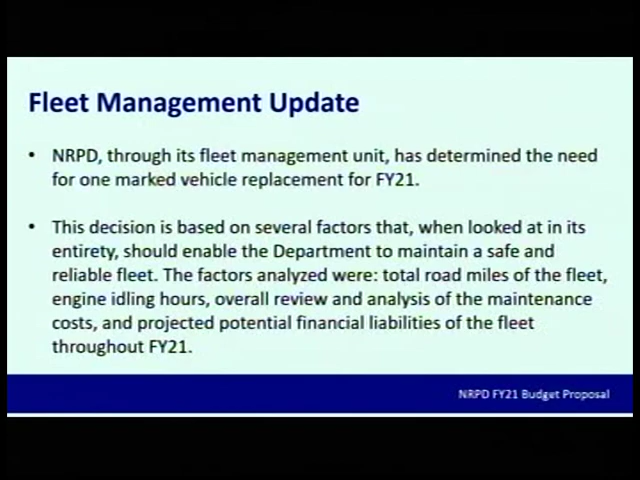 Fleet Management Update
• NRPD, through its fleet management unit, has determined the need
for one marked vehicle replacement for FY21.
• This decision is based on several factors that, when looked at in its
entirety, should enable the Department to maintain a safe and
reliable fleet. The factors analyzed were: total road miles of the fleet,
engine idling hours, overall review and analysis of the maintenance
costs, and projected potential financial liabilities of the fleet
throughout FY21.
NRPD FY21 Budget Proposal